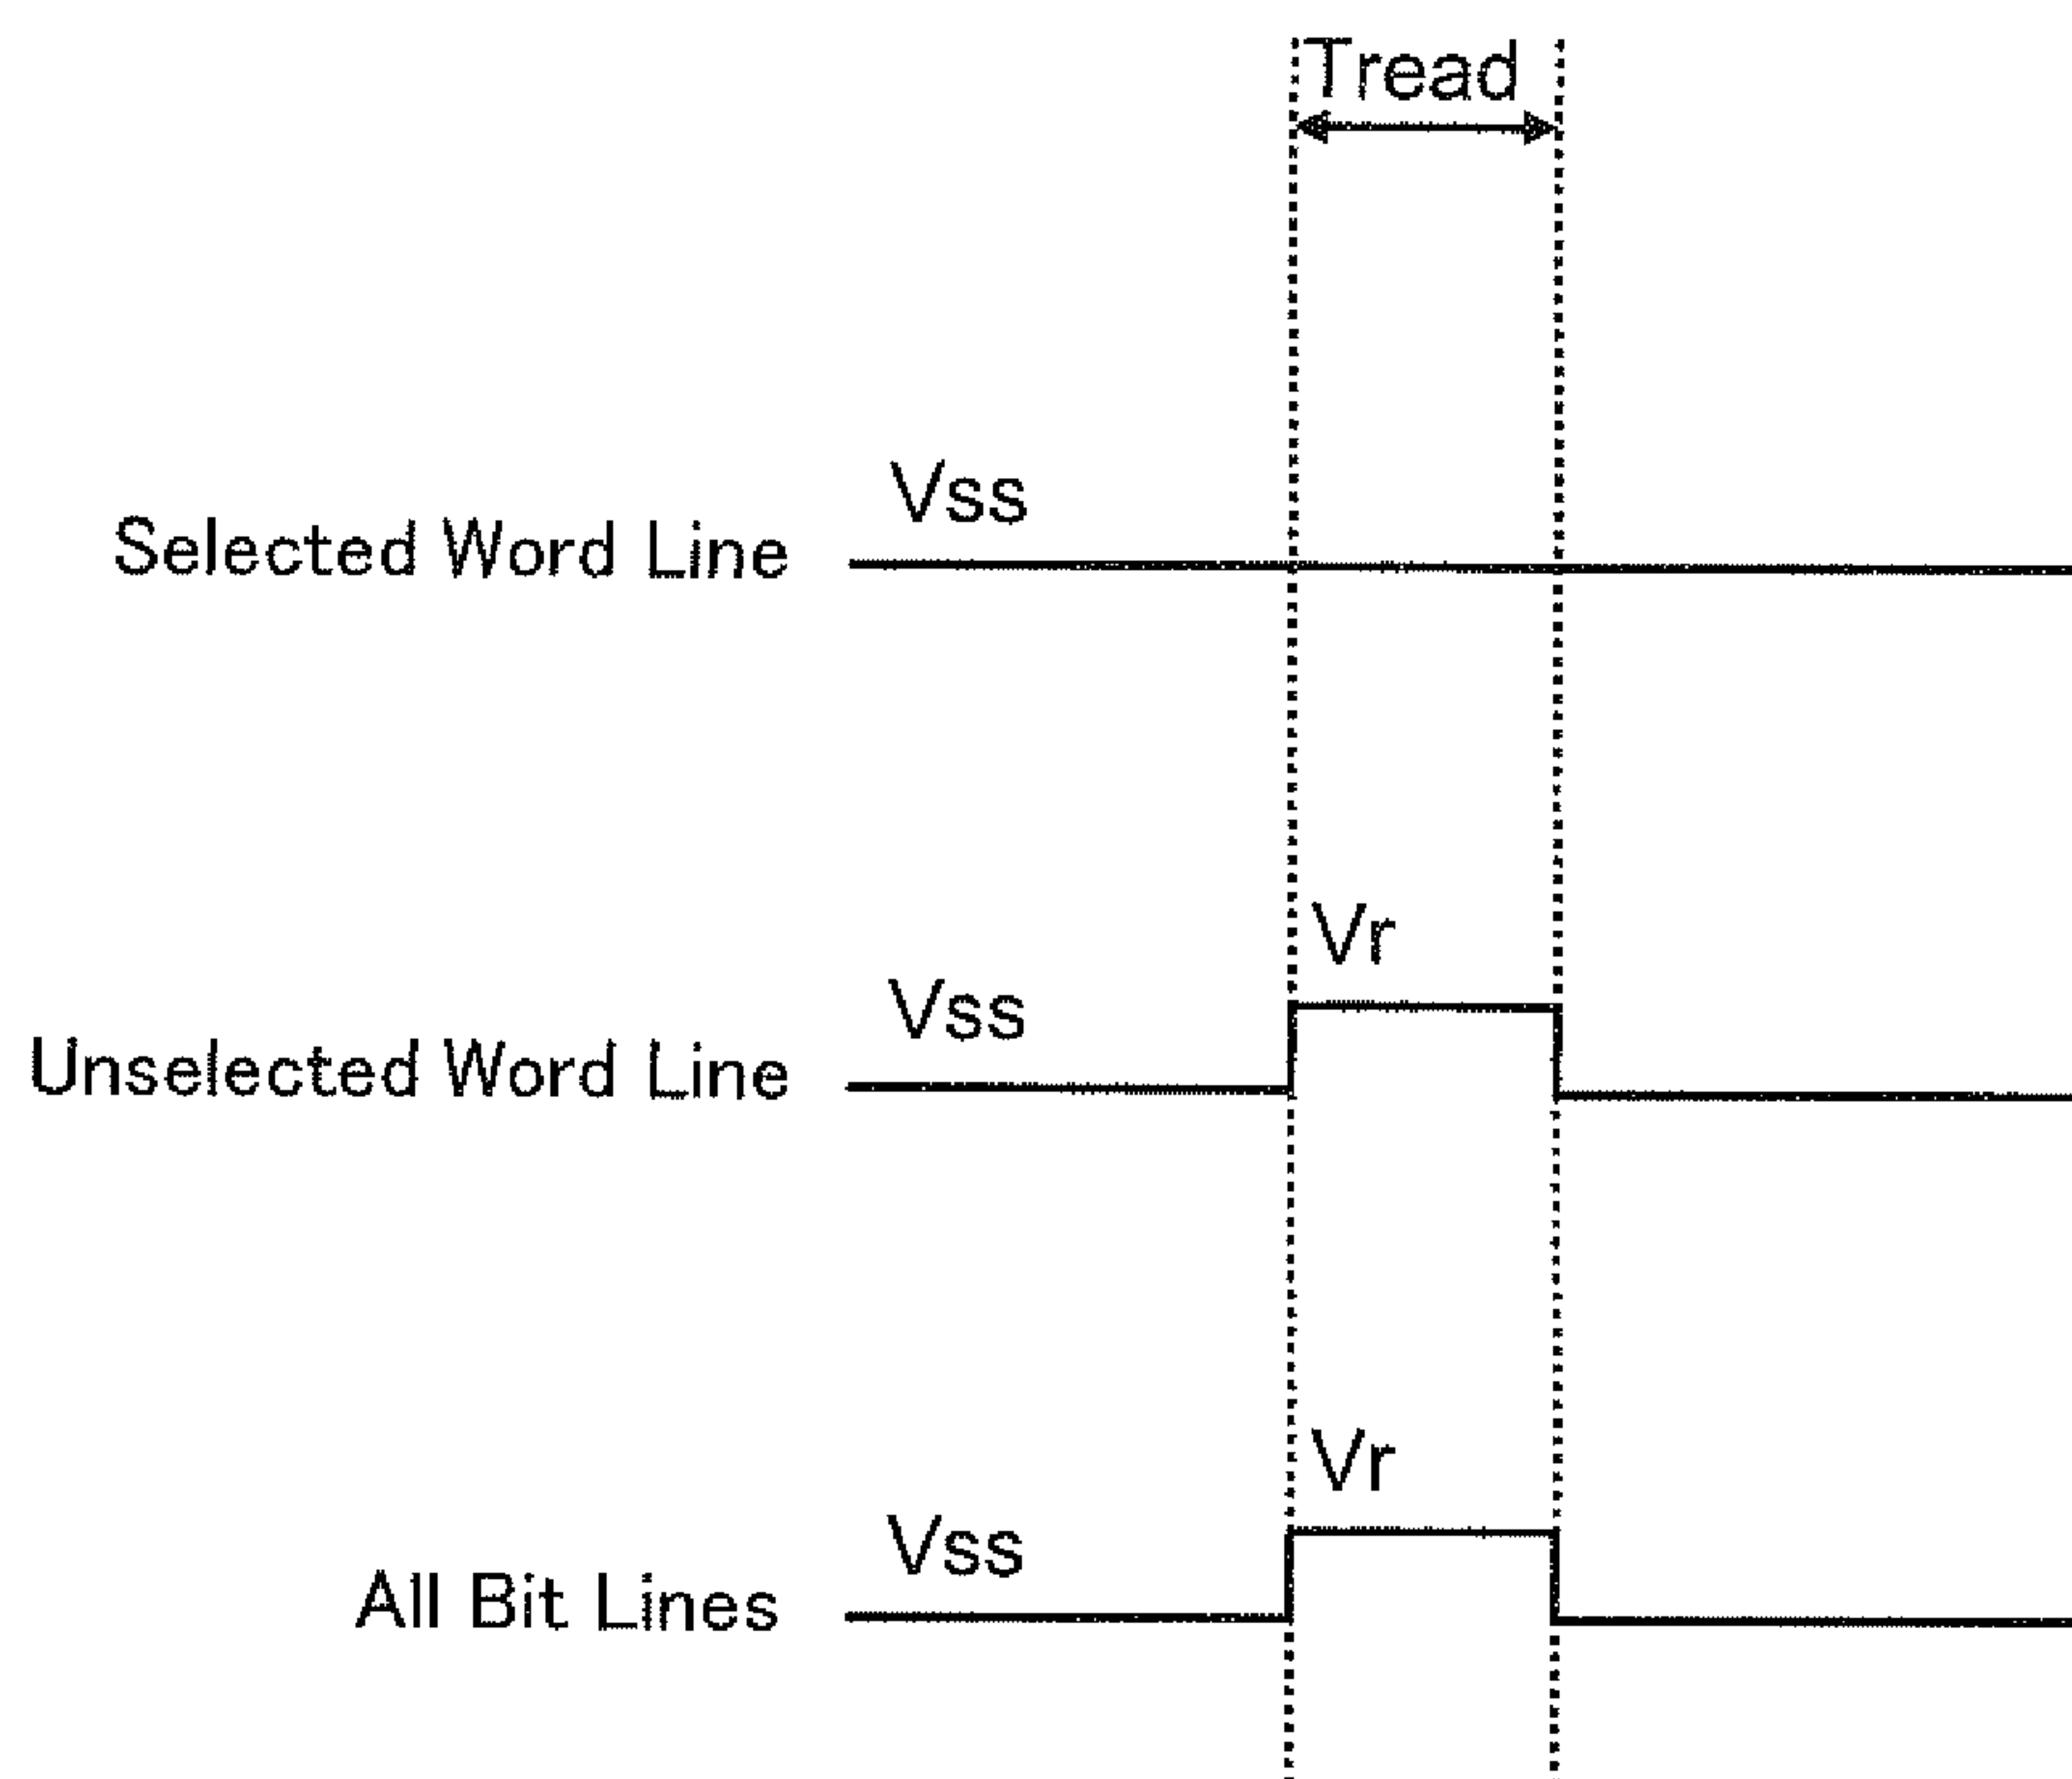 Tread
Vss
Selected Word Line
Vr
Vss
Unselected Word Line
Vr
Vss
All Bit Lines